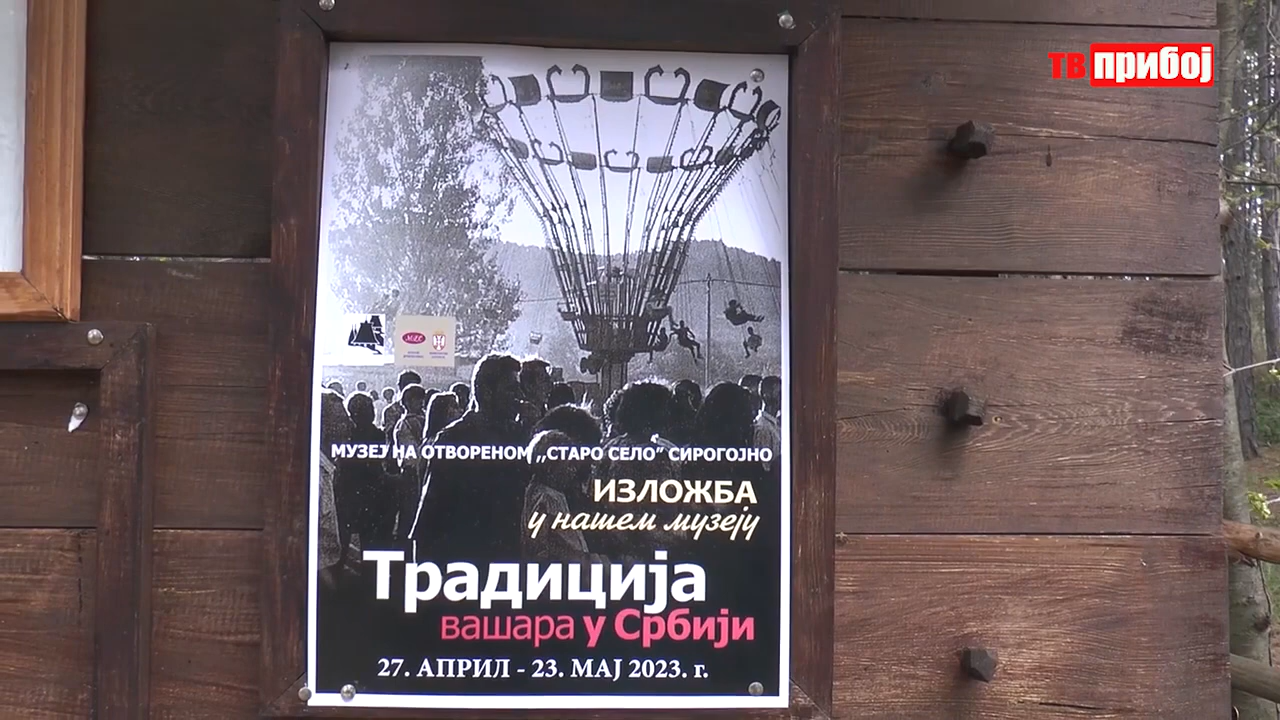 ТВ прибој
МУЗЕЈ НА ОТВОРЕНОМ ,,СТАРО СЕЛО" СИРОГОЈНО
ИЗЛОЖБА
у нашем музеју
Традиција
вашара у Србији
27. АПРИЛ - 23. МАЈ 2023. г.